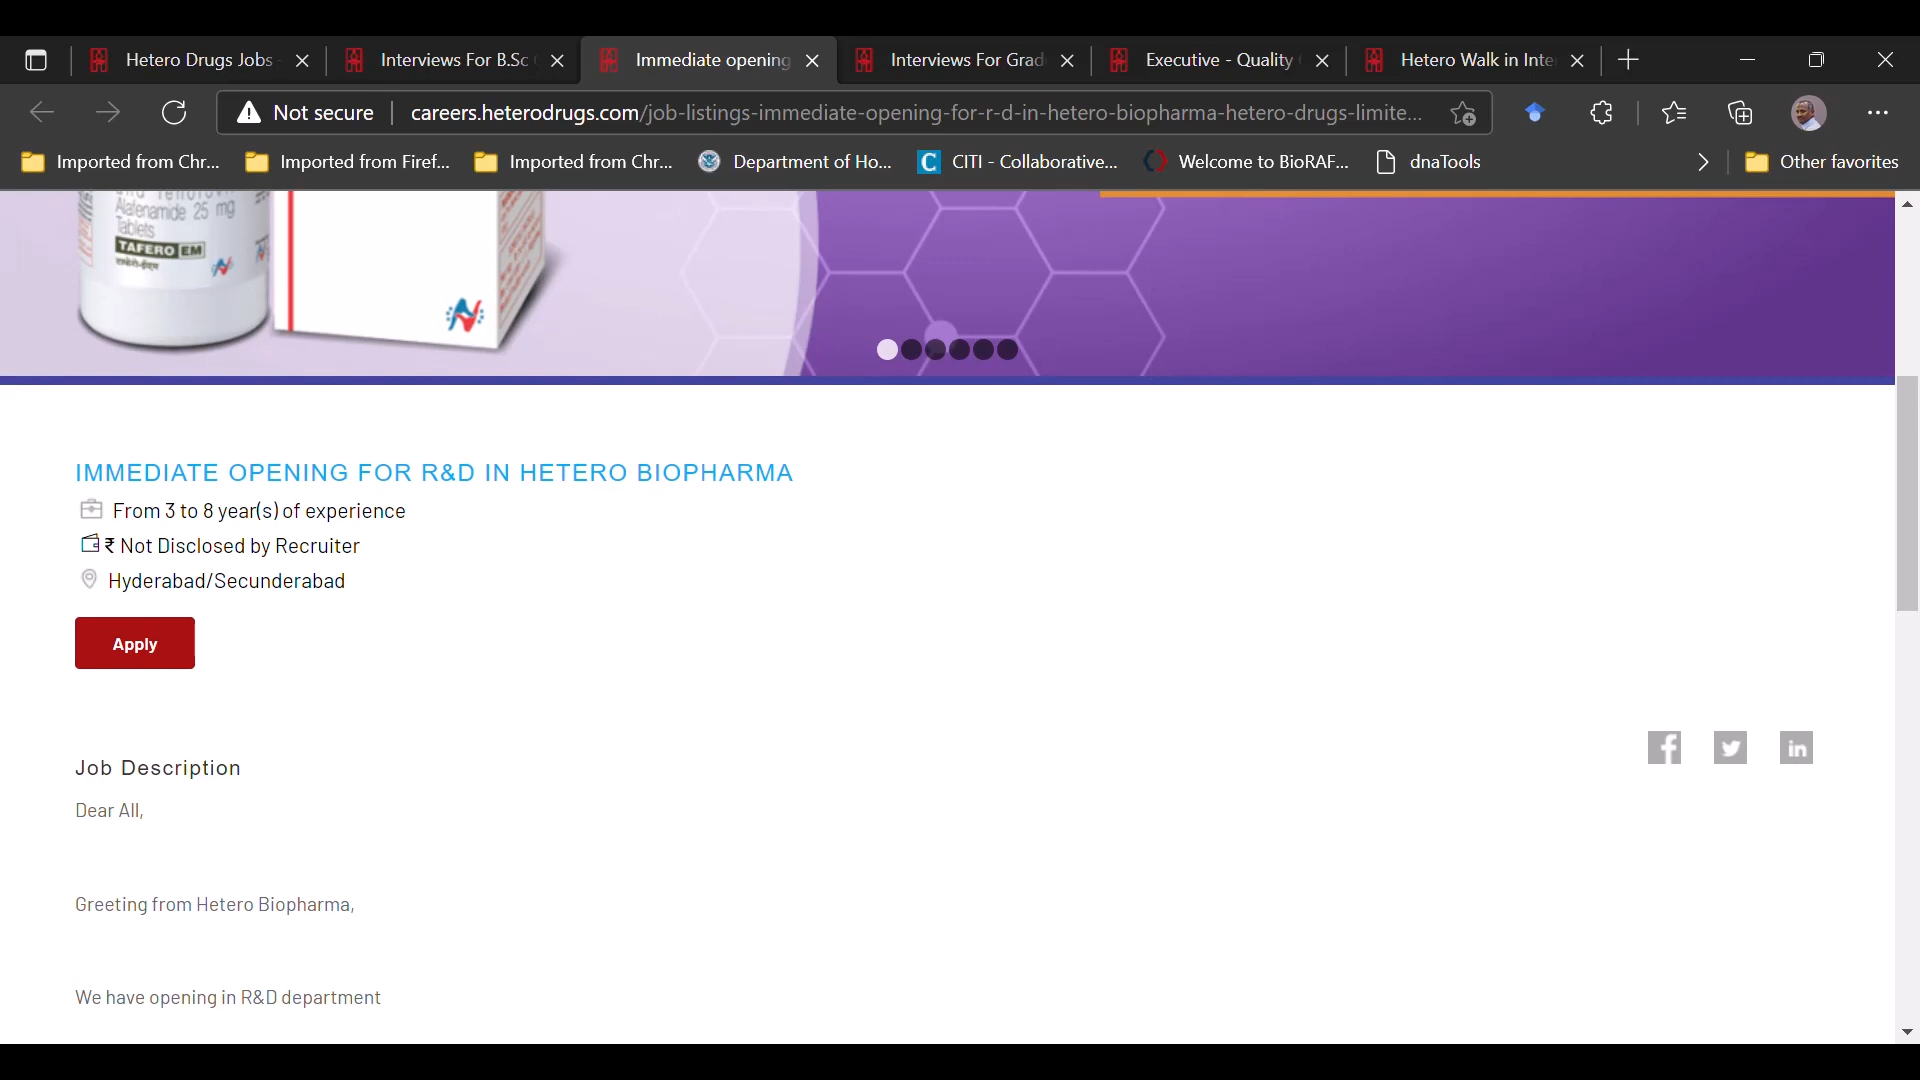 Hetero Drugs Jobs
Interviews For B.Sc
Immediate opening
Interviews For Grad
Executive - Quality
Hetero Walk in Inte
Not secure
careers.heterodrugs.com/job-listings-immediate-opening-for-r-d-in-hetero-biopharma-hetero-drugs-limite...
Imported from Chr...
Imported from Firef...
Imported from Chr...
Department of Ho...
CITI - Collaborative...
Welcome to BioRAF...
dnaTools
Other favorites
Alafenamide 25 mg
Tablets
TAFERO EM
IMMEDIATE OPENING FOR R&D IN HETERO BIOPHARMA
From 3 to 8 year(s) of experience
₹ Not Disclosed by Recruiter
Hyderabad/Secunderabad
Apply
Job Description
Dear All,
Greeting from Hetero Biopharma,
We have opening in R&D department